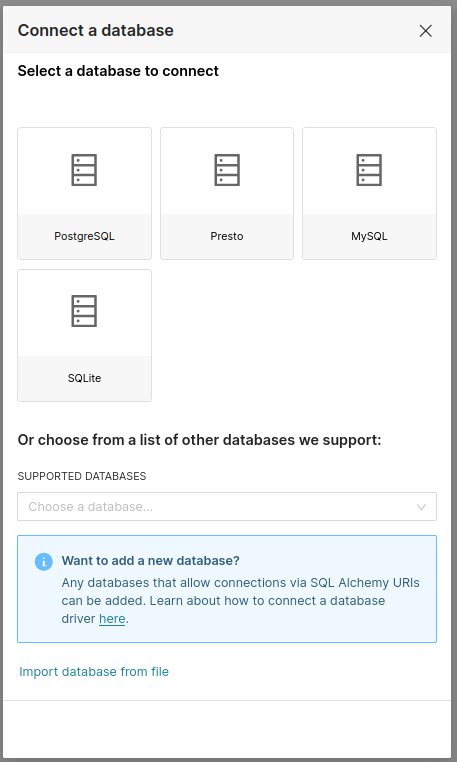 Connect a database
Select a database to connect
PostgreSQL
Presto
MySQL
SQLite
Or choose from a list of other databases we support:
SUPPORTED DATABASES
Choose a database...
Want to add a new database?
Any databases that allow connections via SQL Alchemy URIs
can be added. Learn about how to connect a database
driver here.
Import database from file